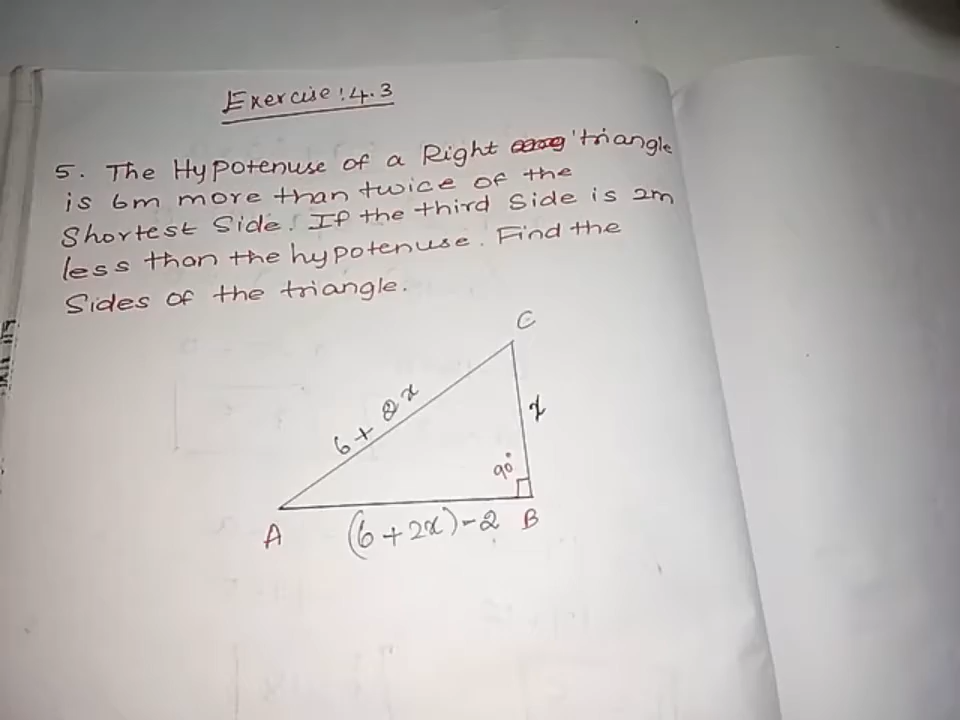 Exercise:4.3
5. The Hypotenuse of a Right triangle
is 6m more than twice of the
Shortest Side. If the third Side is 2m
less than the hypotenuse. Find the
Sides of the triangle.
C
6+2x
x
90°
A
(6+2x)-2
B